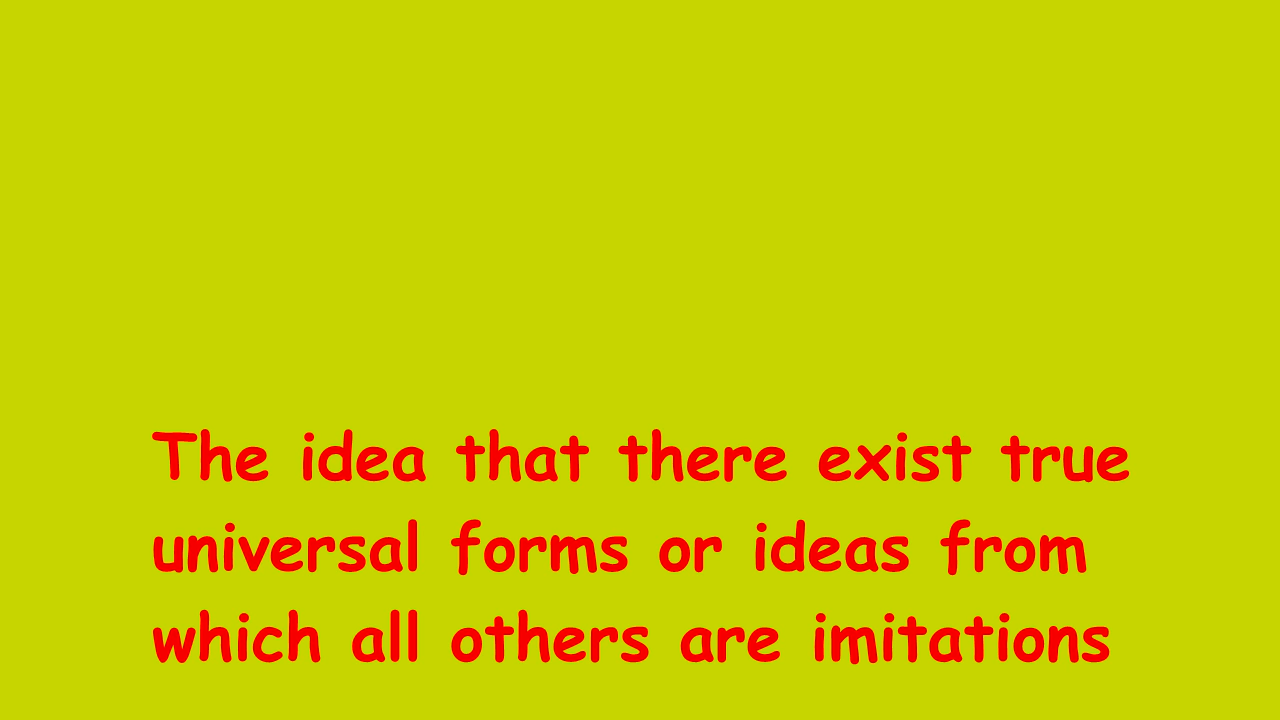 The idea that there exist true
universal forms or ideas from
which all others are imitations